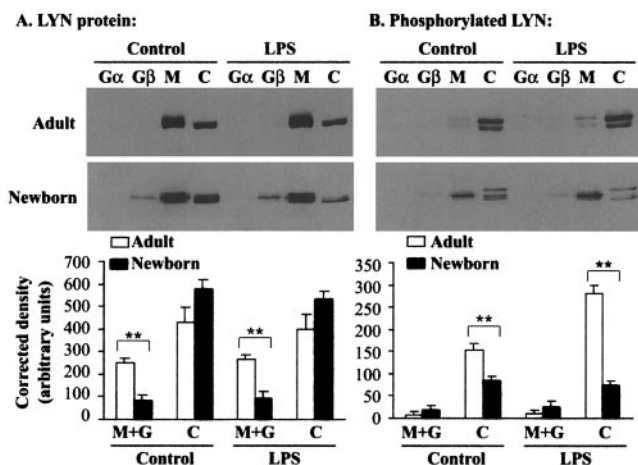 A. LYN protein:
B. Phosphorylated LYN:
Control LPS
Gα Gβ M C Gα Gβ M C
Control LPS
Gα Gβ M C Gα Gβ M C
Adult
Newborn
Corrected density
(arbitrary units)
Adult
Newborn
700
600
500
400
300
200
100
0
**
**
M+G C M+G C
Control LPS
Adult
Newborn
350
300
250
200
150
100
50
0
**
**
M+G C M+G C
Control LPS